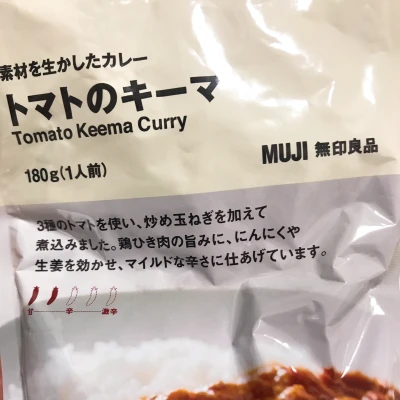 素材を生かしたカレー
トマトのキーマ
Tomato Keema Curry
180g(1人前)
MUJI 無印良品
3種のトマトを使い、炒め玉ねぎを加えて
煮込みました。鶏ひき肉の旨みに、にんにくや
生姜を効かせ、マイルドな辛さに仕あげています。
甘 辛 激辛